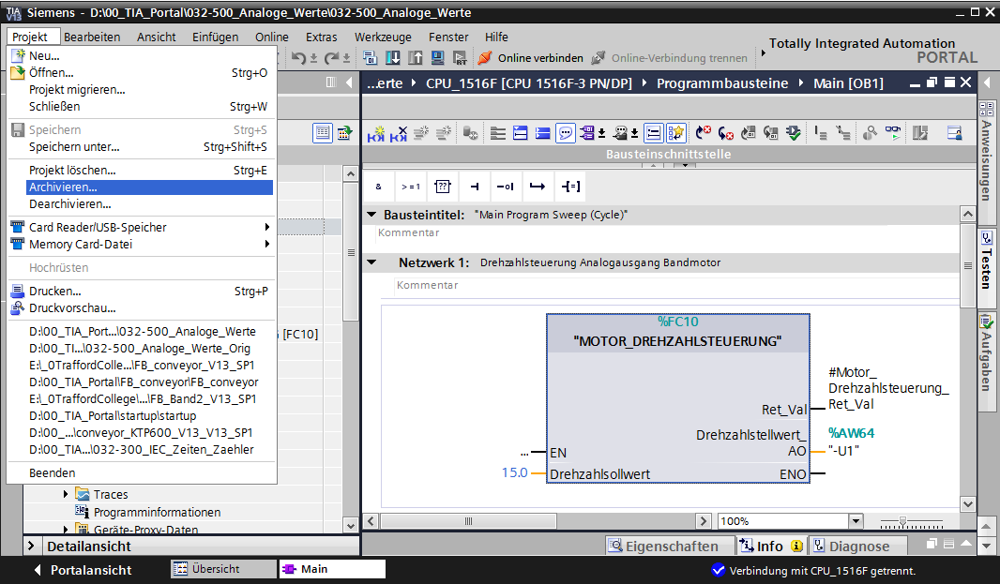 TIA V13 Siemens - D:\00_TIA_Portal\032-500_Analoge_Werte\032-500_Analoge_Werte
Projekt Bearbeiten Ansicht Einfügen Online Extras Werkzeuge Fenster Hilfe
Totally Integrated Automation
PORTAL
Online verbinden Online-Verbindung trennen
Neu...
Öffnen... Strg+O
Projekt migrieren...
Schließen Strg+W
Speichern Strg+S
Speichern unter... Strg+Shift+S
Projekt löschen... Strg+E
Archivieren...
Dearchivieren...
Card Reader/USB-Speicher
Memory Card-Datei
Hochrüsten
Drucken... Strg+P
Druckvorschau...
D:\00_TIA_Port...\032-500_Analoge_Werte
D:\00_TI...\032-500_Analoge_Werte_Orig
E:\_0TraffordColle...\FB_conveyor_V13_SP1
D:\00_TIA_Portal\FB_conveyor\FB_conveyor
E:\_0TraffordCollege\...\FB_Band2_V13_SP1
D:\00_TIA_Portal\startup\startup
D:\00_...\conveyor_KTP600_V13_V13_SP1
D:\00_TIA...\032-300_IEC_Zeiten_Zaehler
Beenden
[FC10]
Traces
Programminformationen
Geräte-Proxy-Daten
Detailansicht
...erte CPU_1516F [CPU 1516F-3 PN/DP] Programmbausteine Main [OB1]
Bausteinschnittstelle
& >=1 ??
Bausteintitel: "Main Program Sweep (Cycle)"
Kommentar
Netzwerk 1: Drehzahlsteuerung Analogausgang Bandmotor
Kommentar
%FC10
"MOTOR_DREHZAHLSTEUERUNG"
#Motor_
Drehzahlsteuerung_
Ret_Val Ret_Val
Drehzahlstellwert_ %AW64
... EN AO "-U1"
15.0 Drehzahlsollwert ENO
100%
Eigenschaften Info Diagnose
Anweisungen
Testen
Aufgaben
Portalansicht Übersicht Main
Verbindung mit CPU_1516F getrennt.